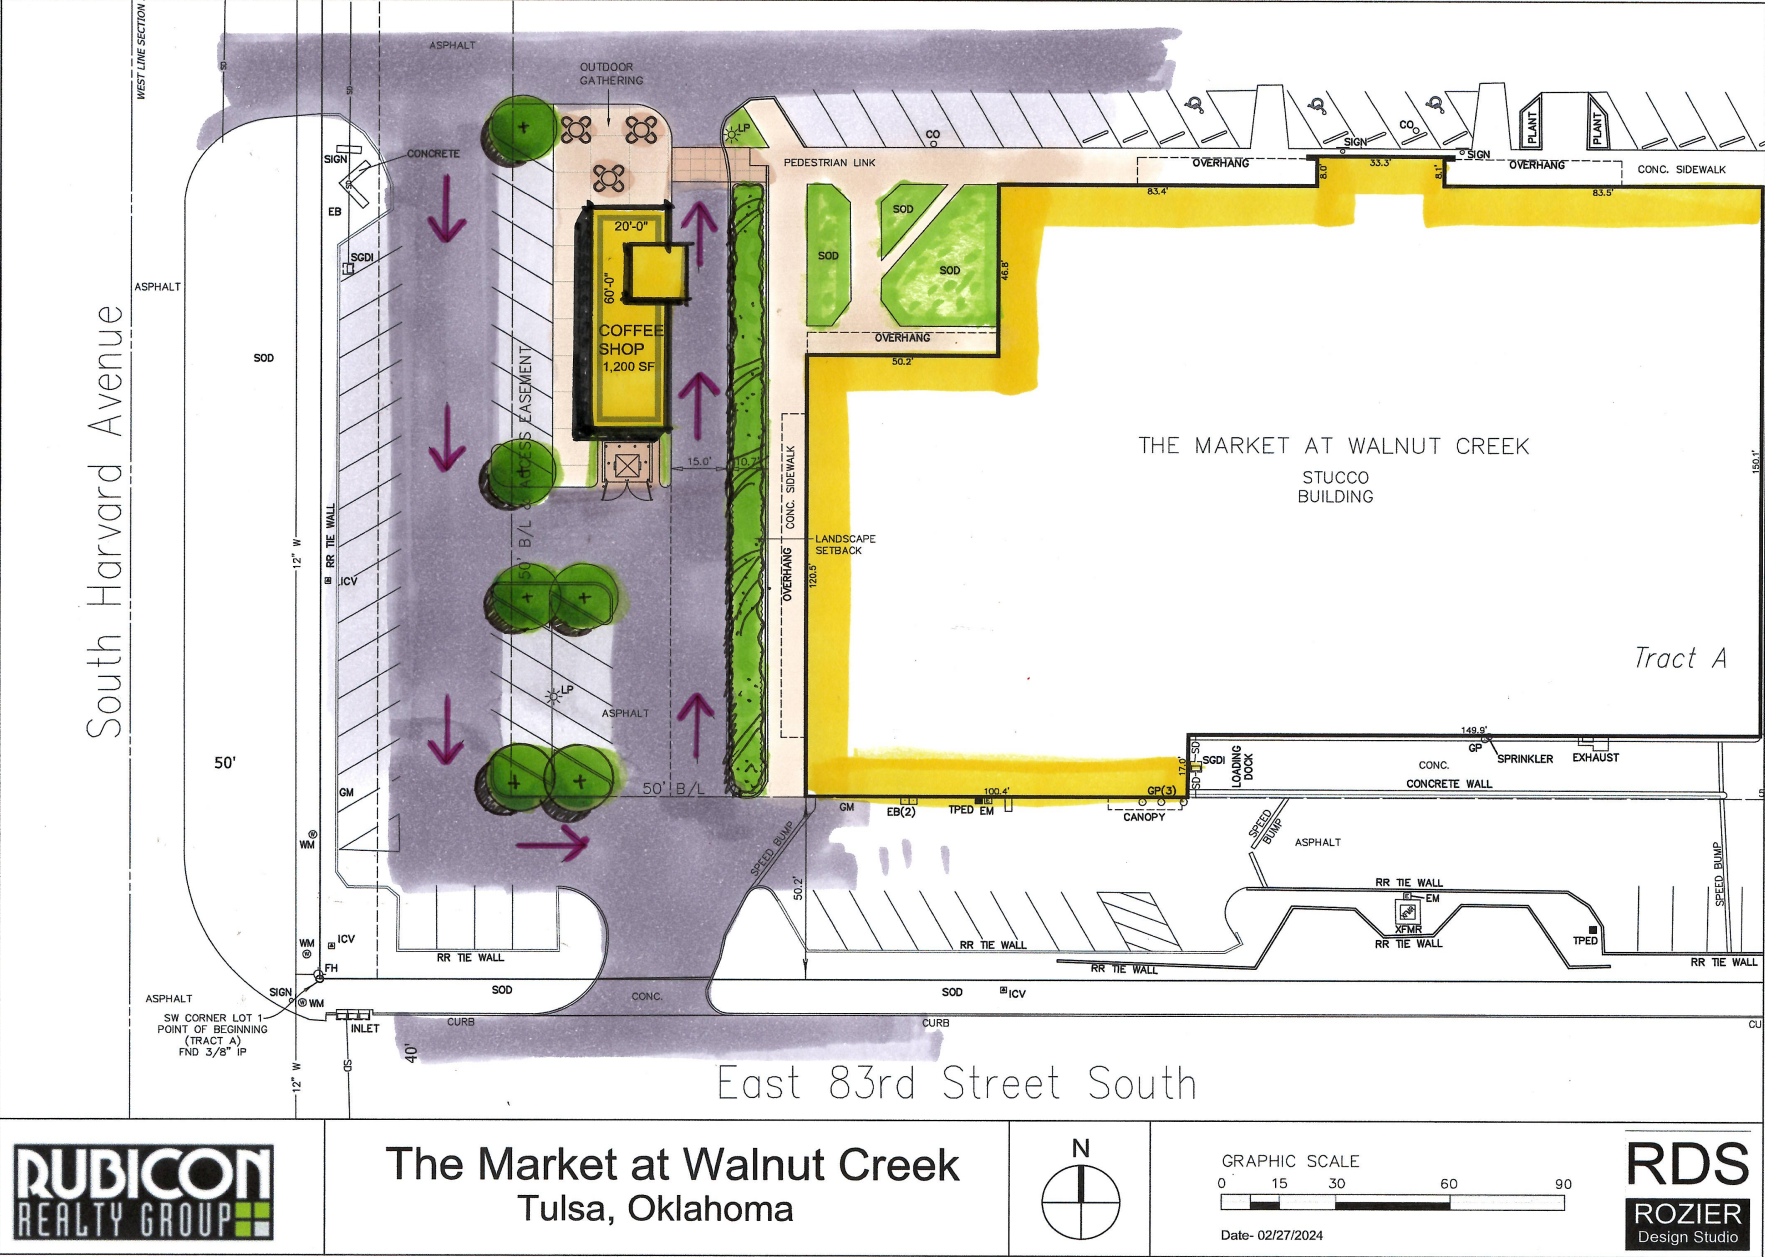 WEST LINE SECTION
ASPHALT
OUTDOOR
GATHERING
SIGN
CONCRETE
EB
SGDI
ASPHALT
SOD
South Harvard Avenue
LP
CO
PEDESTRIAN LINK
OVERHANG
83.4'
SIGN
CO
SIGN
33.3'
8.0'
8.1'
PLANT
PLANT
OVERHANG
83.5'
CONC. SIDEWALK
20'-0"
60'-0"
COFFEE
SHOP
1,200 SF
SOD
SOD
SOD
46.8'
OVERHANG
50.2'
50' B/L & ACCESS EASEMENT
15.0'
10.7'
CONC. SIDEWALK
OVERHANG
LANDSCAPE
SETBACK
120.5'
THE MARKET AT WALNUT CREEK
STUCCO
BUILDING
150.1'
Tract A
12" W
RR TIE WALL
ICV
LP
ASPHALT
50'
GM
50' B/L
WM
GM
EB(2)
TPED
EM
100.4'
GP(3)
CANOPY
17.0'
SD
SD
SGDI
LOADING
DOCK
149.9'
GP
SPRINKLER
EXHAUST
CONC.
CONCRETE WALL
SPEED BUMP
50.2'
SPEED
BUMP
ASPHALT
SPEED BUMP
RR TIE WALL
EM
XFMR
XFMR
RR TIE WALL
TPED
RR TIE WALL
WM
ICV
FH
RR TIE WALL
RR TIE WALL
RR TIE WALL
SIGN
WM
SOD
CONC.
SOD
ICV
ASPHALT
SW CORNER LOT 1
POINT OF BEGINNING
(TRACT A)
FND 3/8" IP
INLET
CURB
CURB
CU
12" W
SD
40'
East 83rd Street South
RUBICON
REALTY GROUP
The Market at Walnut Creek
Tulsa, Oklahoma
N
GRAPHIC SCALE
0 15 30 60 90
Date- 02/27/2024
RDS
ROZIER
Design Studio